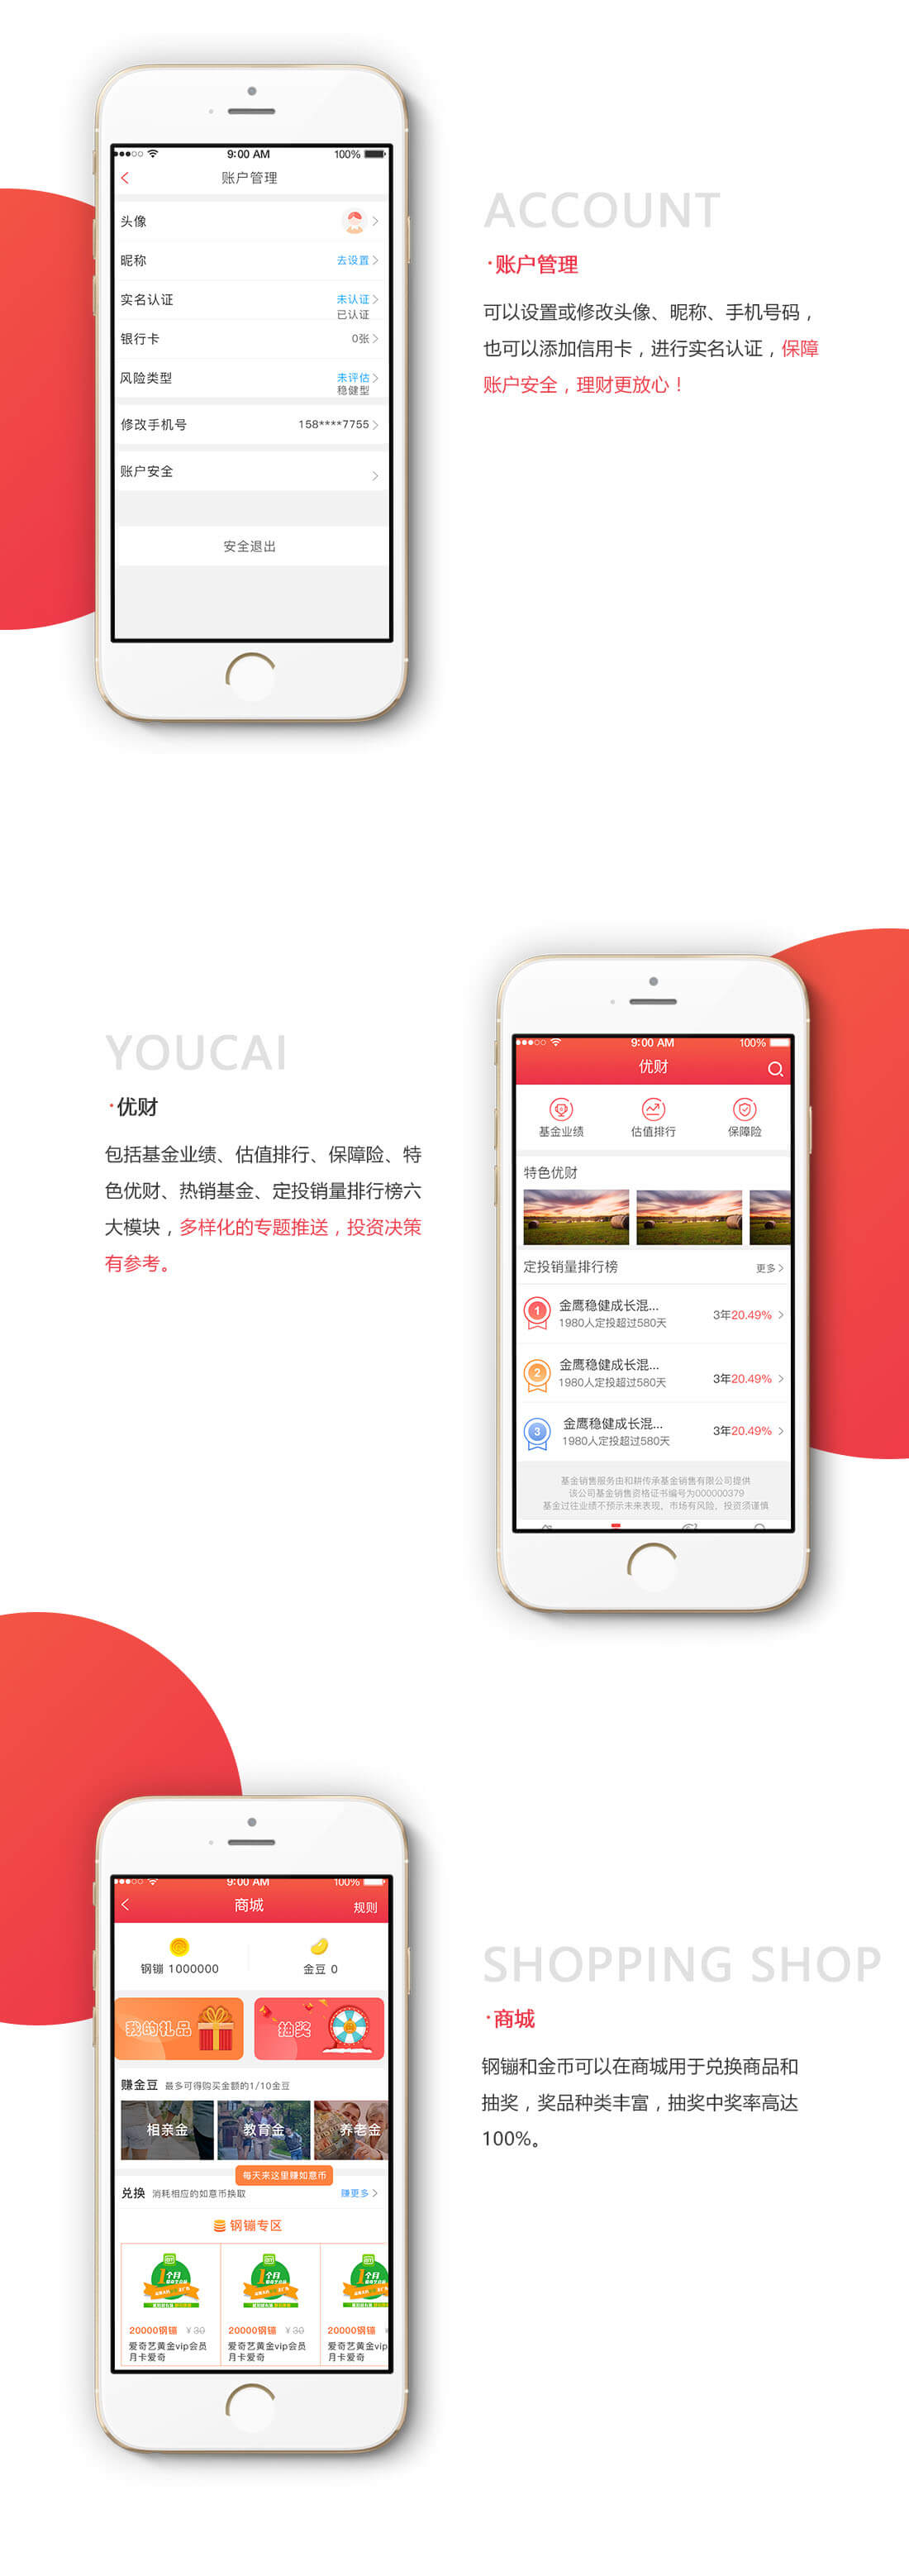 9:00 AM
100%
账户管理
头像
昵称
去设置
实名认证
未认证
已认证
银行卡
0张
风险类型
未评估
稳健型
修改手机号
158****7755
账户安全
安全退出
ACCOUNT
·账户管理
可以设置或修改头像、昵称、手机号码，
也可以添加信用卡，进行实名认证，保障
账户安全，理财更放心！
YOUCAI
·优财
包括基金业绩、估值排行、保障险、特
色优财、热销基金、定投销量排行榜六
大模块，多样化的专题推送，投资决策
有参考。
9:00 AM
100%
优财
基金业绩
估值排行
保障险
特色优财
定投销量排行榜
更多
1
金鹰稳健成长混...
1980人定投超过580天
3年20.49%
2
金鹰稳健成长混...
1980人定投超过580天
3年20.49%
3
金鹰稳健成长混...
1980人定投超过580天
3年20.49%
基金销售服务由和耕传承基金销售有限公司提供
该公司基金销售资格证书编号为000000379
基金过往业绩不预示未来表现，市场有风险，投资须谨慎
9:00 AM
100%
商城
规则
钢镚 1000000
金豆 0
我的礼品
抽奖
赚金豆 最多可得购买金额的1/10金豆
相亲金
教育金
养老金
每天来这里赚如意币
兑换 消耗相应的如意币换取
赚更多
钢镚专区
1个月
1个月
1个月
20000钢镚 ¥30
20000钢镚 ¥30
20000钢镚
爱奇艺黄金vip会员
月卡爱奇
爱奇艺黄金vip会员
月卡爱奇
爱奇艺黄金vip
月卡爱奇
SHOPPING SHOP
·商城
钢镚和金币可以在商城用于兑换商品和
抽奖，奖品种类丰富，抽奖中奖率高达
100%。